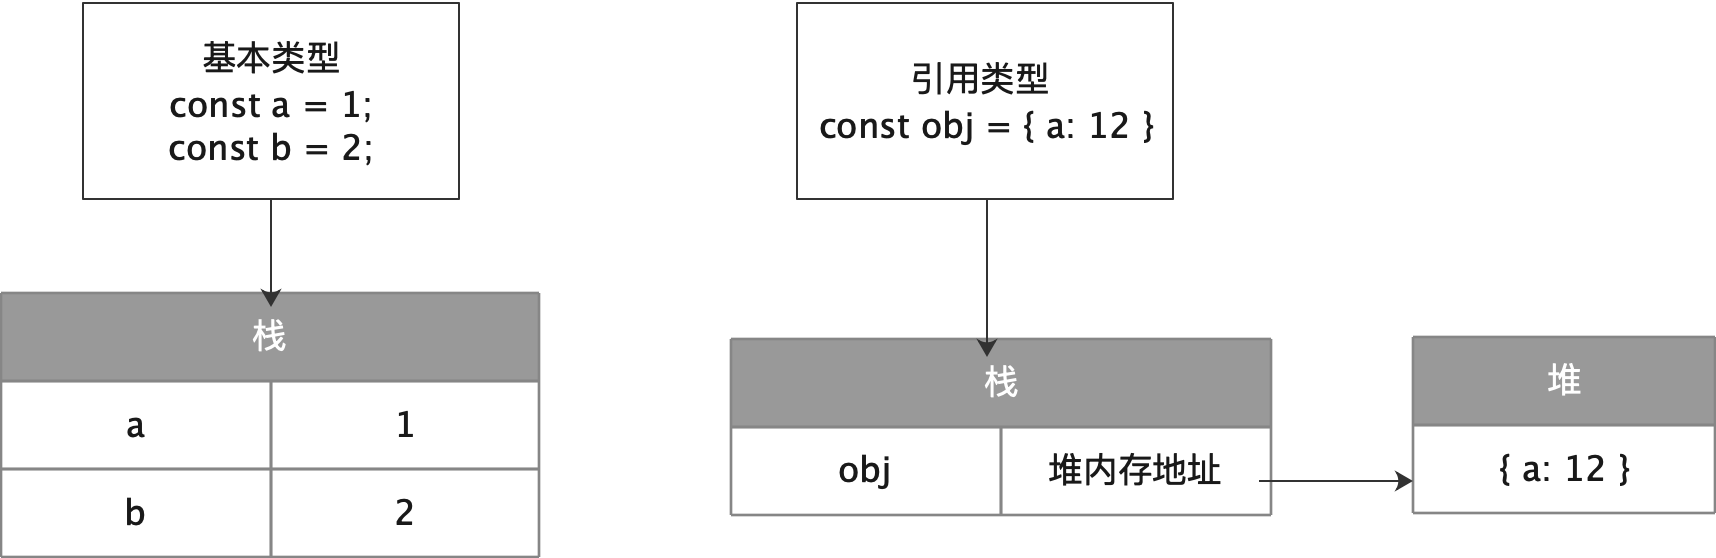 基本类型
const a = 1;
const b = 2;
栈
a 1
b 2
引用类型
const obj = { a: 12 }
栈
obj 堆内存地址
堆
{ a: 12 }